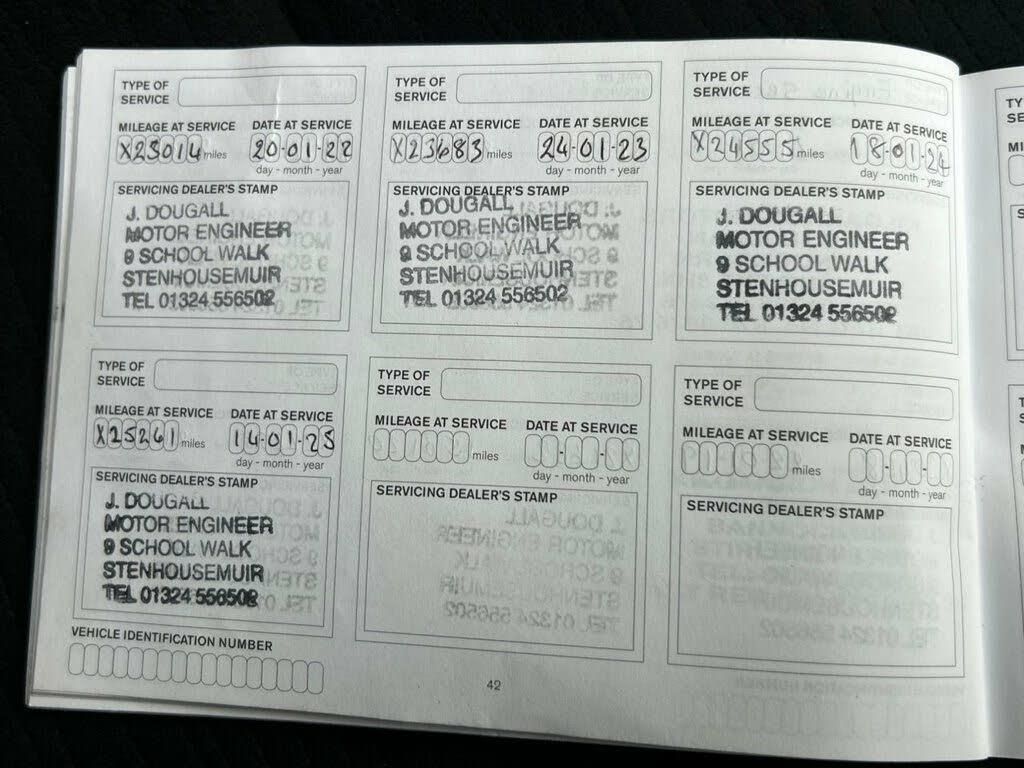 TYPE OF SERVICE
MILEAGE AT SERVICE DATE AT SERVICE
X23014 miles 20-01-22
day - month - year
SERVICING DEALER'S STAMP
J. DOUGALL
MOTOR ENGINEER
9 SCHOOL WALK
STENHOUSEMUIR
TEL 01324 556502
TYPE OF SERVICE
MILEAGE AT SERVICE DATE AT SERVICE
X23683 miles 24-01-23
day - month - year
SERVICING DEALER'S STAMP
J. DOUGALL
MOTOR ENGINEER
9 SCHOOL WALK
STENHOUSEMUIR
TEL 01324 556502
TYPE OF SERVICE
MILEAGE AT SERVICE DATE AT SERVICE
X24555 miles 18-01-24
day - month - year
SERVICING DEALER'S STAMP
J. DOUGALL
MOTOR ENGINEER
9 SCHOOL WALK
STENHOUSEMUIR
TEL 01324 556502
TYPE OF SERVICE
MILEAGE AT SERVICE DATE AT SERVICE
X25261 miles 14-01-25
day - month - year
SERVICING DEALER'S STAMP
J. DOUGALL
MOTOR ENGINEER
9 SCHOOL WALK
STENHOUSEMUIR
TEL 01324 556502
TYPE OF SERVICE
MILEAGE AT SERVICE DATE AT SERVICE
miles
day - month - year
SERVICING DEALER'S STAMP
TYPE OF SERVICE
MILEAGE AT SERVICE DATE AT SERVICE
miles
day - month - year
SERVICING DEALER'S STAMP
VEHICLE IDENTIFICATION NUMBER
42